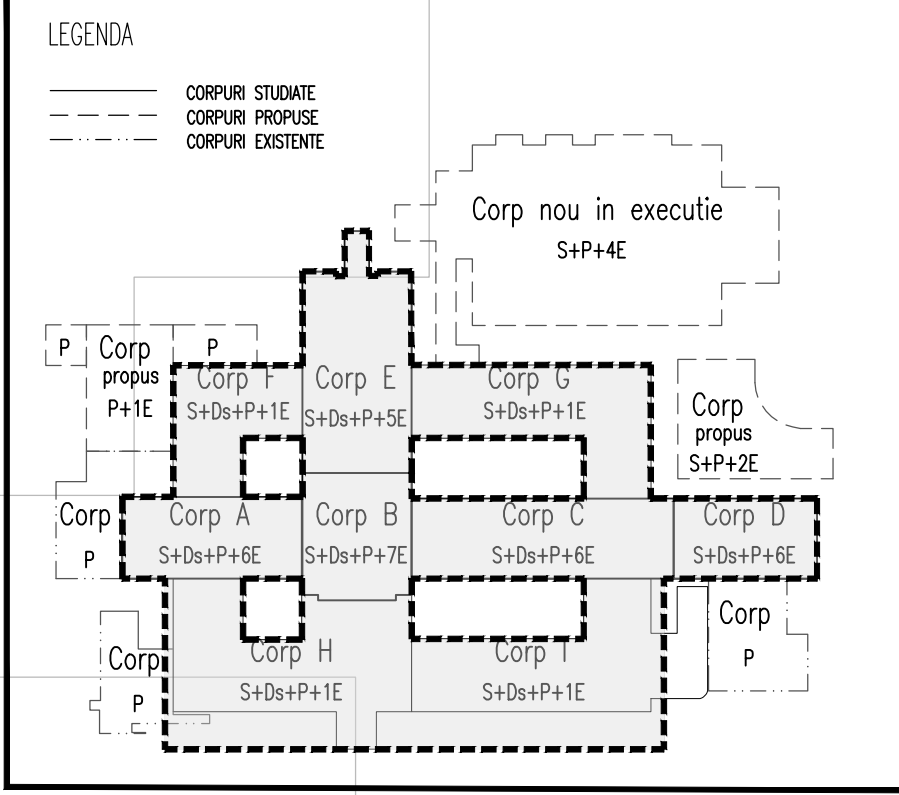 LEGENDA
CORPURI STUDIATE
CORPURI PROPUSE
CORPURI EXISTENTE
Corp nou in executie
S+P+4E
P
Corp
propus
P+1E
P
Corp F
S+Ds+P+1E
Corp E
S+Ds+P+5E
Corp G
S+Ds+P+1E
Corp
propus
S+P+2E
Corp
P
Corp A
S+Ds+P+6E
Corp B
S+Ds+P+7E
Corp C
S+Ds+P+6E
Corp D
S+Ds+P+6E
Corp
P
Corp H
S+Ds+P+1E
Corp I
S+Ds+P+1E
Corp
P